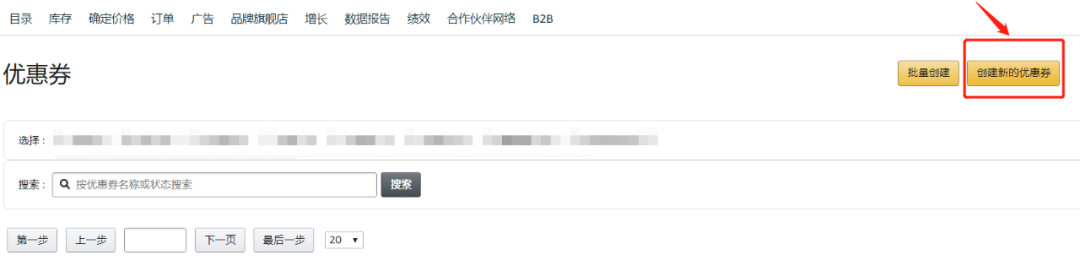 目录 库存 确定价格 订单 广告 品牌旗舰店 增长 数据报告 绩效 合作伙伴网络 B2B
优惠券 批量创建 创建新的优惠券
选择：
搜索： 按优惠券名称或状态搜索 搜索
第一步 上一步 下一页 最后一步 20